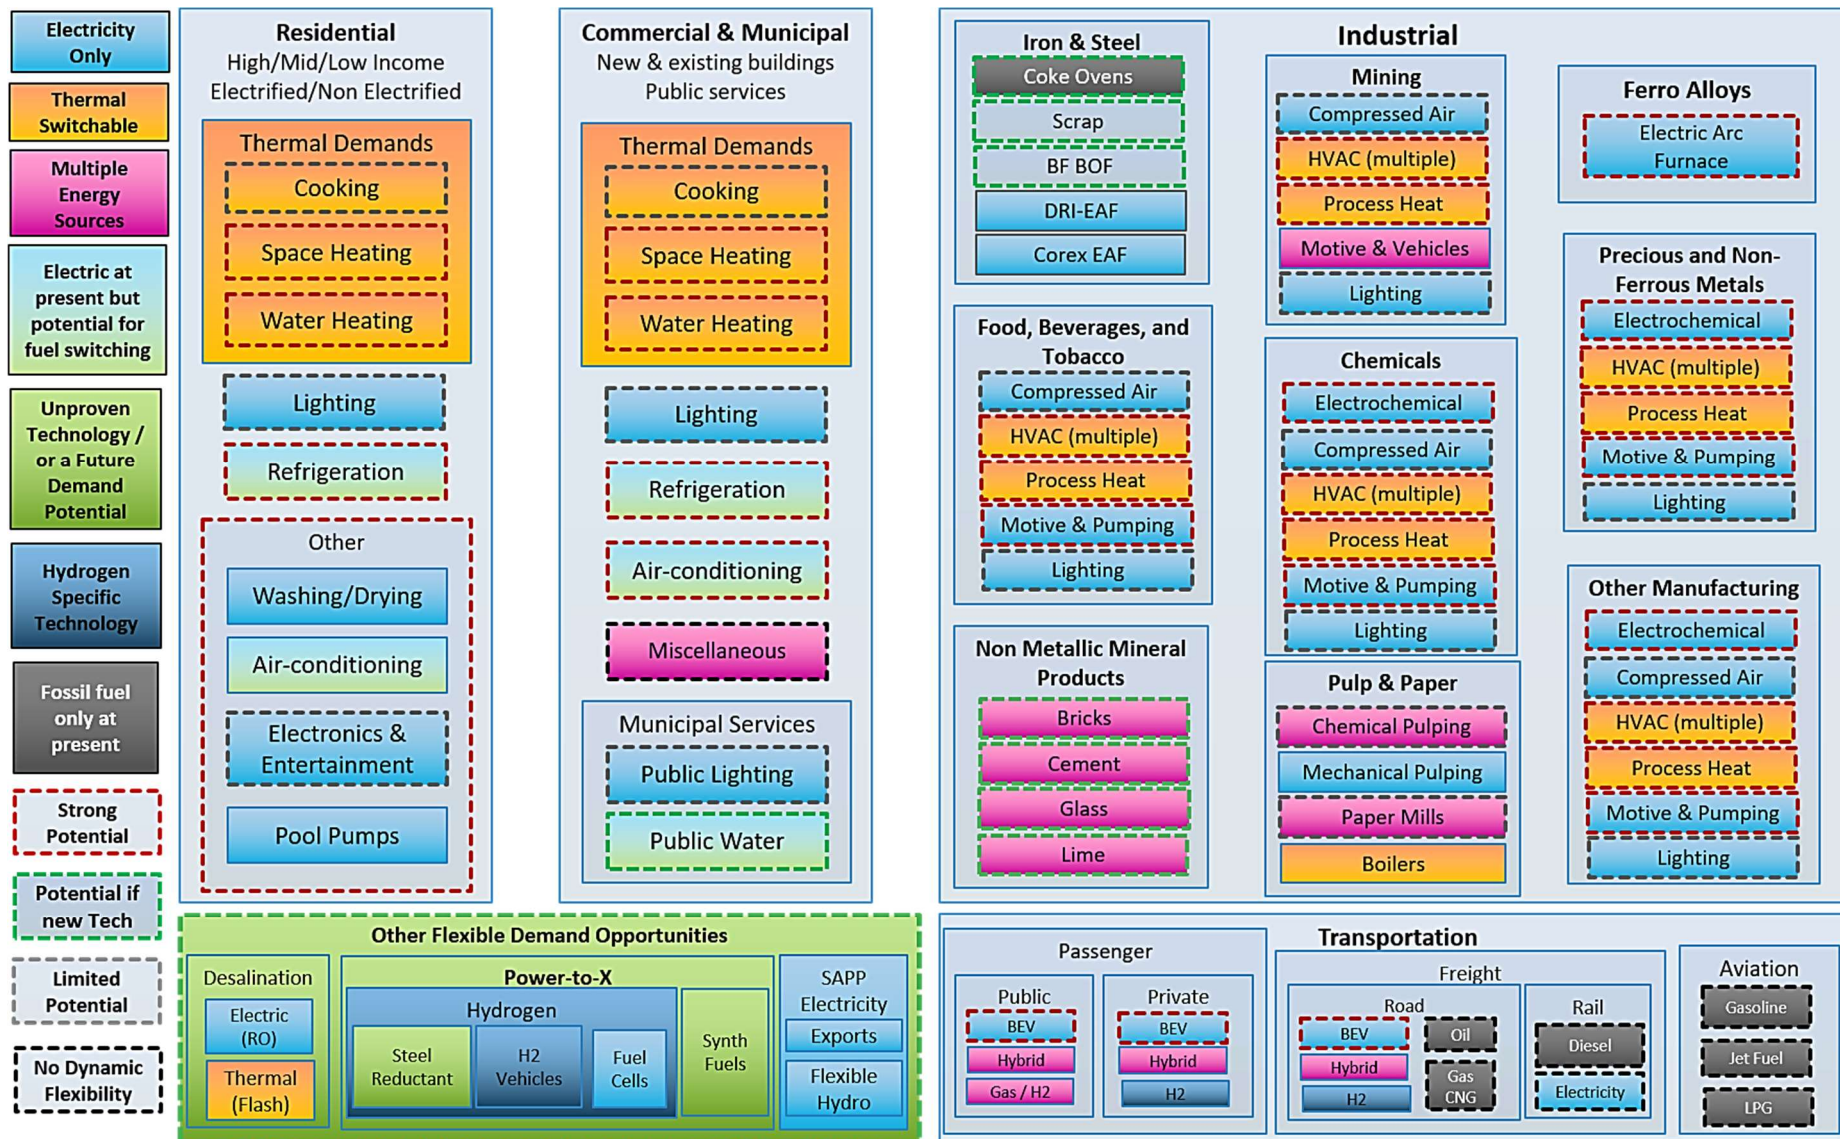 Electricity
Only
Thermal
Switchable
Multiple
Energy
Sources
Electric at
present but
potential for
fuel switching
Unproven
Technology /
or a Future
Demand
Potential
Hydrogen
Specific
Technology
Fossil fuel
only at
present
Strong
Potential
Potential if
new Tech
Limited
Potential
No Dynamic
Flexibility
Residential
High/Mid/Low Income
Electrified/Non Electrified
Thermal Demands
Cooking
Space Heating
Water Heating
Lighting
Refrigeration
Other
Washing/Drying
Air-conditioning
Electronics &
Entertainment
Pool Pumps
Commercial & Municipal
New & existing buildings
Public services
Thermal Demands
Cooking
Space Heating
Water Heating
Lighting
Refrigeration
Air-conditioning
Miscellaneous
Municipal Services
Public Lighting
Public Water
Industrial
Iron & Steel
Coke Ovens
Scrap
BF BOF
DRI-EAF
Corex EAF
Food, Beverages, and
Tobacco
Compressed Air
HVAC (multiple)
Process Heat
Motive & Pumping
Lighting
Non Metallic Mineral
Products
Bricks
Cement
Glass
Lime
Mining
Compressed Air
HVAC (multiple)
Process Heat
Motive & Vehicles
Lighting
Chemicals
Electrochemical
Compressed Air
HVAC (multiple)
Process Heat
Motive & Pumping
Lighting
Pulp & Paper
Chemical Pulping
Mechanical Pulping
Paper Mills
Boilers
Ferro Alloys
Electric Arc
Furnace
Precious and Non-
Ferrous Metals
Electrochemical
HVAC (multiple)
Process Heat
Motive & Pumping
Lighting
Other Manufacturing
Electrochemical
Compressed Air
HVAC (multiple)
Process Heat
Motive & Pumping
Lighting
Other Flexible Demand Opportunities
Desalination
Electric
(RO)
Thermal
(Flash)
Power-to-X
Hydrogen
Steel
Reductant
H2
Vehicles
Fuel
Cells
Synth
Fuels
SAPP
Electricity
Exports
Flexible
Hydro
Transportation
Passenger
Public
BEV
Hybrid
Gas / H2
Private
BEV
Hybrid
H2
Freight
Road
BEV
Hybrid
H2
Oil
Gas
CNG
Rail
Diesel
Electricity
Aviation
Gasoline
Jet Fuel
LPG